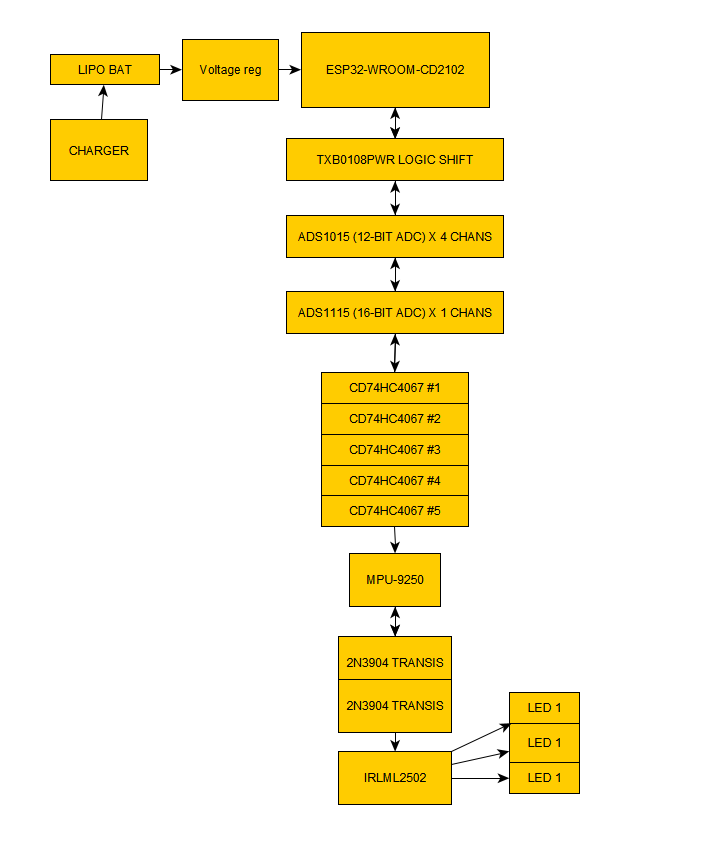 LIPO BAT
Voltage reg
ESP32-WROOM-CD2102
CHARGER
TXB0108PWR LOGIC SHIFT
ADS1015 (12-BIT ADC) X 4 CHANS
ADS1115 (16-BIT ADC) X 1 CHANS
CD74HC4067 #1
CD74HC4067 #2
CD74HC4067 #3
CD74HC4067 #4
CD74HC4067 #5
MPU-9250
2N3904 TRANSIS
2N3904 TRANSIS
IRLML2502
LED 1
LED 1
LED 1